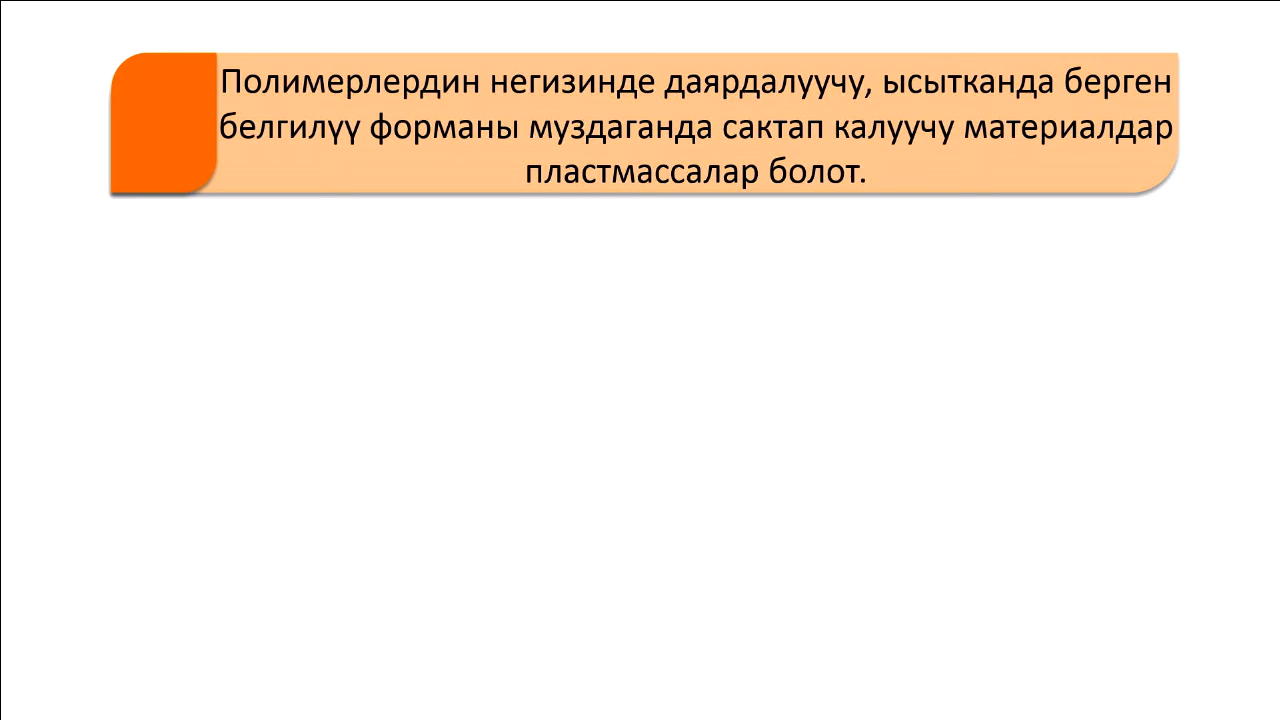 Полимерлердин негизинде даярдалуучу, ысытканда берген
белгилүү форманы муздаганда сактап калуучу материалдар
пластмассалар болот.